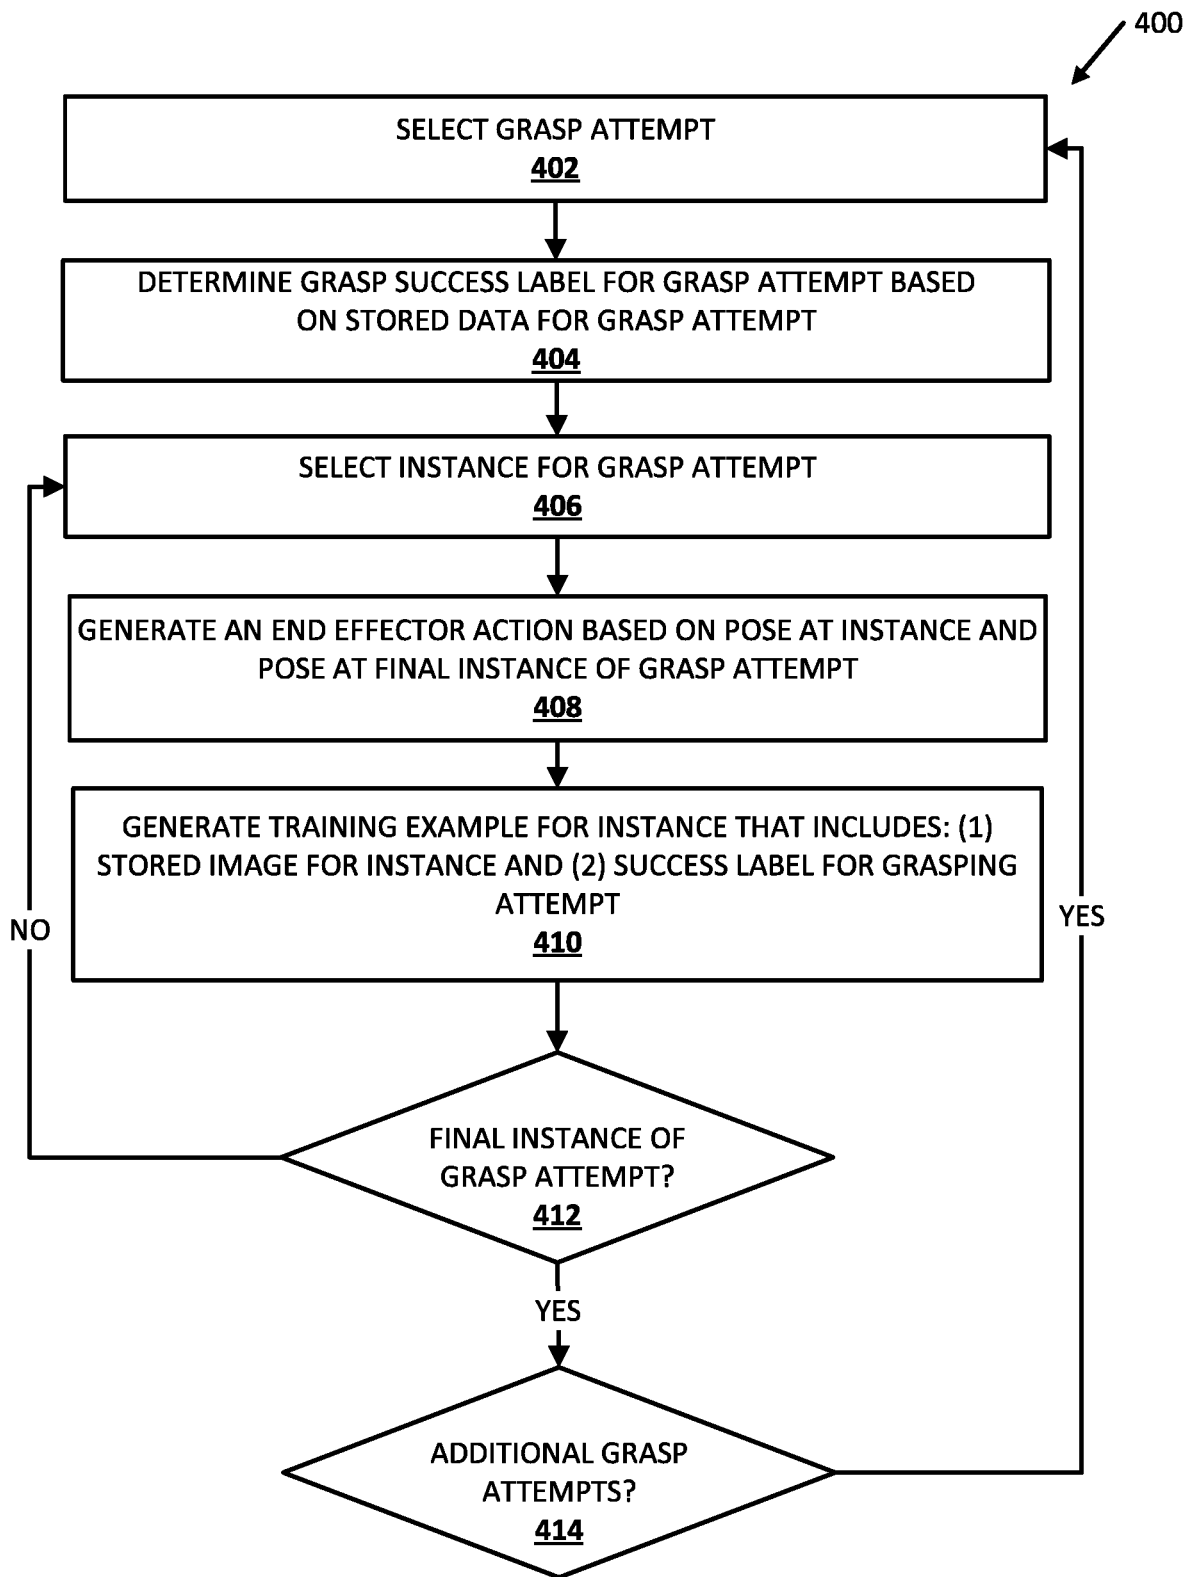 400
SELECT GRASP ATTEMPT
402
DETERMINE GRASP SUCCESS LABEL FOR GRASP ATTEMPT BASED
ON STORED DATA FOR GRASP ATTEMPT
404
SELECT INSTANCE FOR GRASP ATTEMPT
406
GENERATE AN END EFFECTOR ACTION BASED ON POSE AT INSTANCE AND
POSE AT FINAL INSTANCE OF GRASP ATTEMPT
408
GENERATE TRAINING EXAMPLE FOR INSTANCE THAT INCLUDES: (1)
STORED IMAGE FOR INSTANCE AND (2) SUCCESS LABEL FOR GRASPING
ATTEMPT
410
NO
YES
FINAL INSTANCE OF
GRASP ATTEMPT?
412
YES
ADDITIONAL GRASP
ATTEMPTS?
414